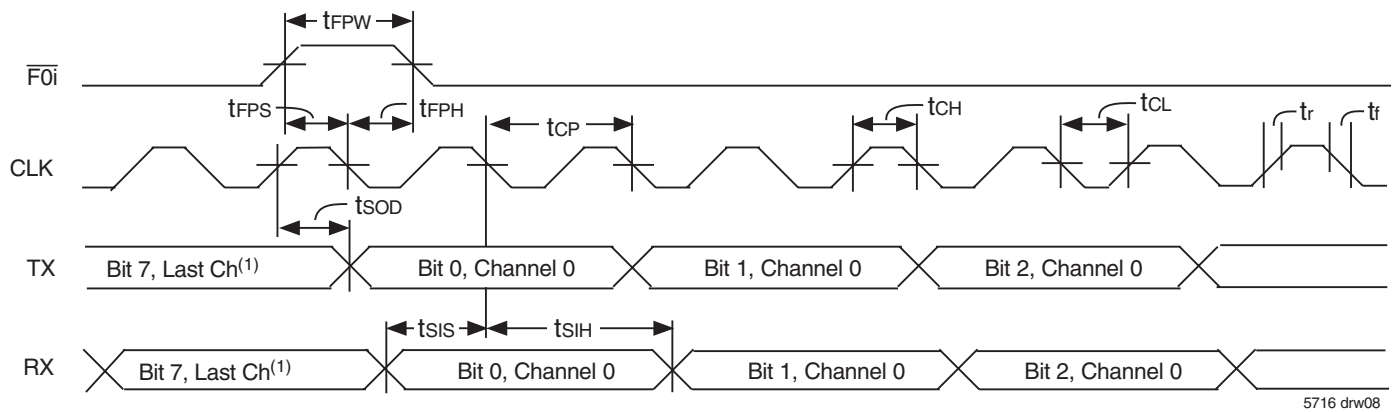 tFPW
F0i
tFPS
tFPH
tCP
tCH
tCL
tr
tf
CLK
tSOD
TX
Bit 7, Last Ch(1)
Bit 0, Channel 0
Bit 1, Channel 0
Bit 2, Channel 0
tSIS
tSIH
RX
Bit 7, Last Ch(1)
Bit 0, Channel 0
Bit 1, Channel 0
Bit 2, Channel 0
5716 drw08